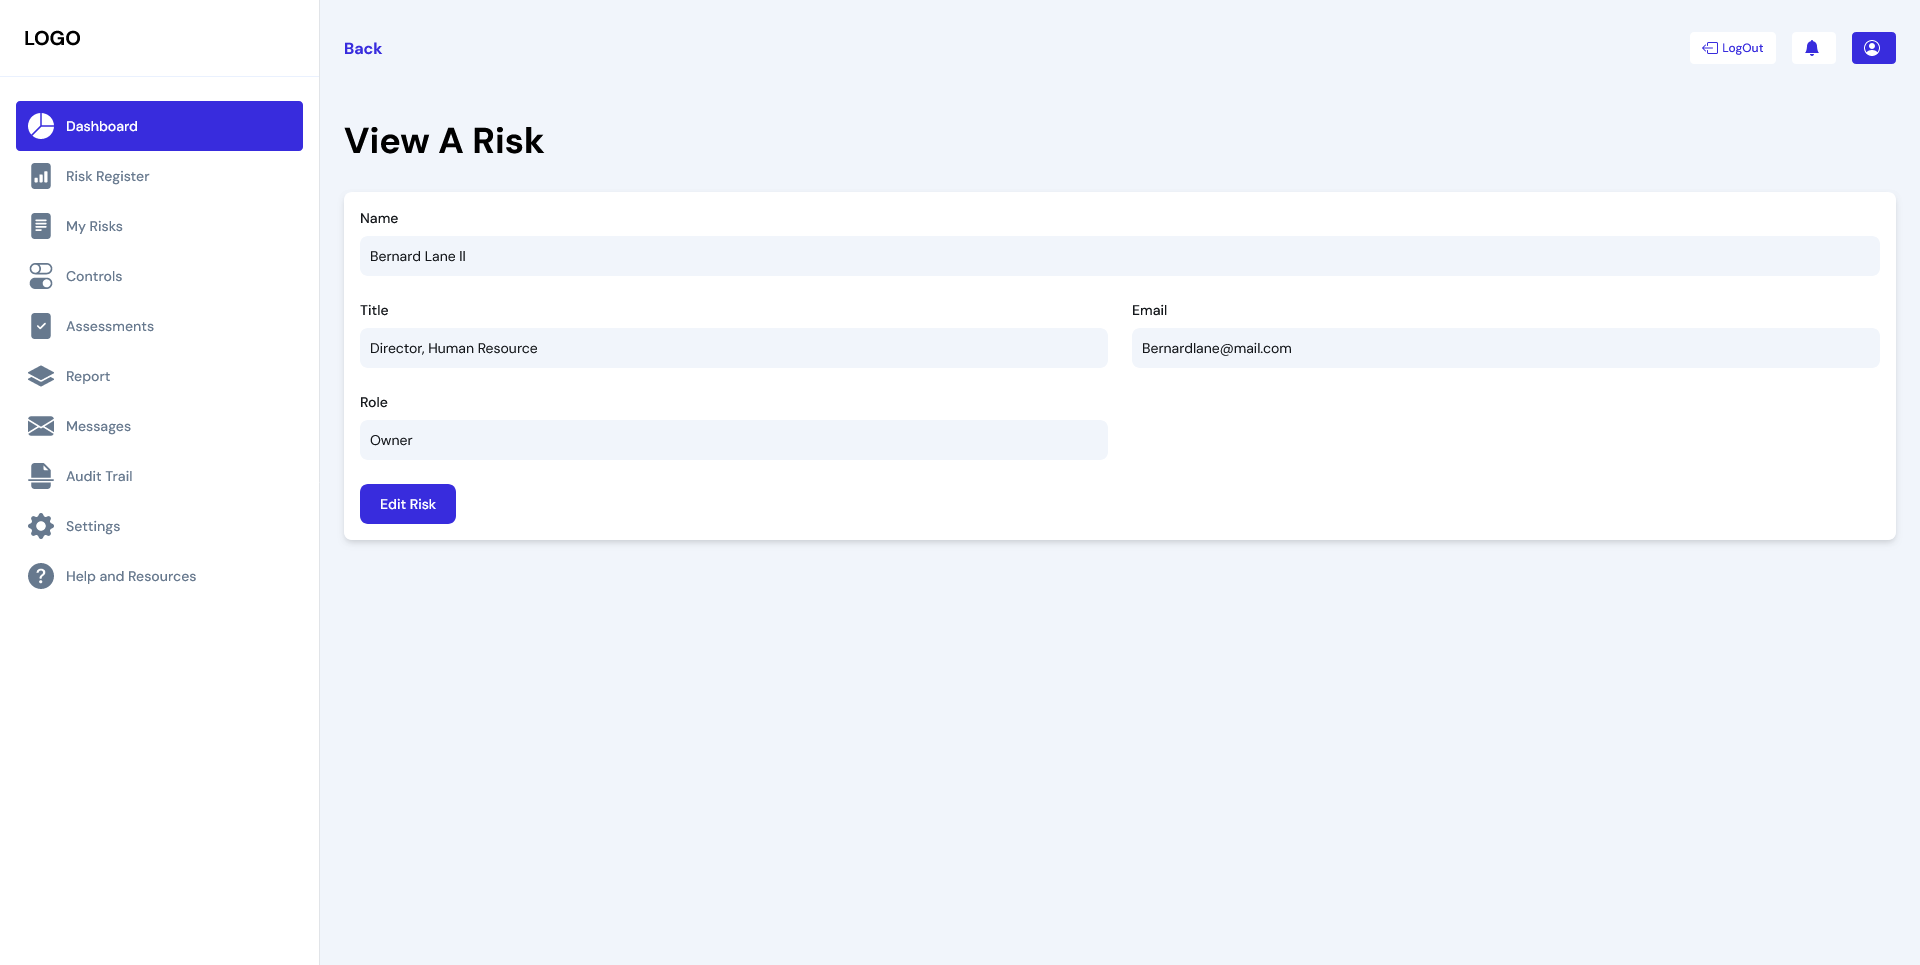 LOGO
Dashboard
Risk Register
My Risks
Controls
Assessments
Report
Messages
Audit Trail
Settings
Help and Resources
Back
LogOut
View A Risk
Name
Bernard Lane II
Title
Director, Human Resource
Email
Bernardlane@mail.com
Role
Owner
Edit Risk